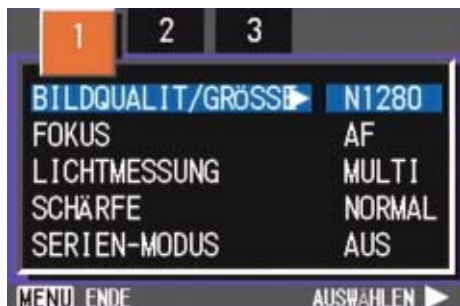 1 2 3
BILDQUALIT/GRÖSSE N1280
FOKUS AF
LICHTMESSUNG MULTI
SCHÄRFE NORMAL
SERIEN-MODUS AUS
MENU ENDE AUSWÄHLEN